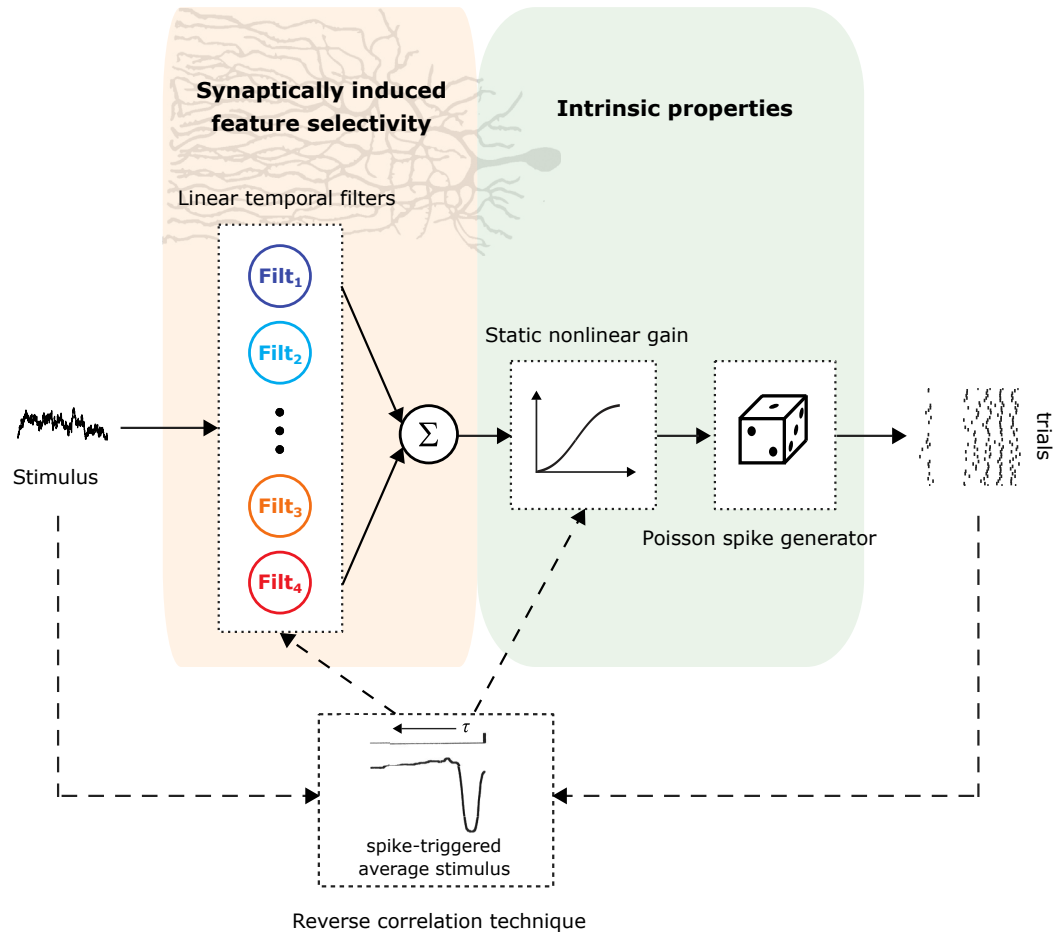 Synaptically induced
feature selectivity
Intrinsic properties
Linear temporal filters
Filt1
Filt2
Filt3
Filt4
Σ
Static nonlinear gain
Poisson spike generator
Stimulus
trials
τ
spike-triggered
average stimulus
Reverse correlation technique